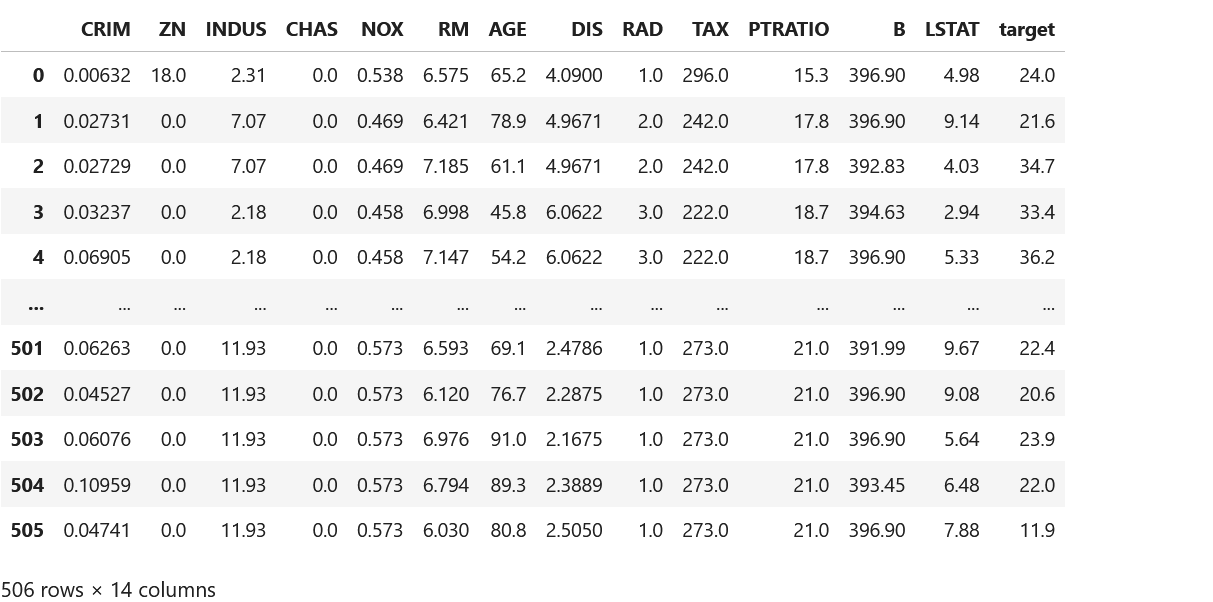 CRIM ZN INDUS CHAS NOX RM AGE DIS RAD TAX PTRATIO B LSTAT target
0 0.00632 18.0 2.31 0.0 0.538 6.575 65.2 4.0900 1.0 296.0 15.3 396.90 4.98 24.0
1 0.02731 0.0 7.07 0.0 0.469 6.421 78.9 4.9671 2.0 242.0 17.8 396.90 9.14 21.6
2 0.02729 0.0 7.07 0.0 0.469 7.185 61.1 4.9671 2.0 242.0 17.8 392.83 4.03 34.7
3 0.03237 0.0 2.18 0.0 0.458 6.998 45.8 6.0622 3.0 222.0 18.7 394.63 2.94 33.4
4 0.06905 0.0 2.18 0.0 0.458 7.147 54.2 6.0622 3.0 222.0 18.7 396.90 5.33 36.2
... ... ... ... ... ... ... ... ... ... ... ... ... ... ...
501 0.06263 0.0 11.93 0.0 0.573 6.593 69.1 2.4786 1.0 273.0 21.0 391.99 9.67 22.4
502 0.04527 0.0 11.93 0.0 0.573 6.120 76.7 2.2875 1.0 273.0 21.0 396.90 9.08 20.6
503 0.06076 0.0 11.93 0.0 0.573 6.976 91.0 2.1675 1.0 273.0 21.0 396.90 5.64 23.9
504 0.10959 0.0 11.93 0.0 0.573 6.794 89.3 2.3889 1.0 273.0 21.0 393.45 6.48 22.0
505 0.04741 0.0 11.93 0.0 0.573 6.030 80.8 2.5050 1.0 273.0 21.0 396.90 7.88 11.9
506 rows × 14 columns